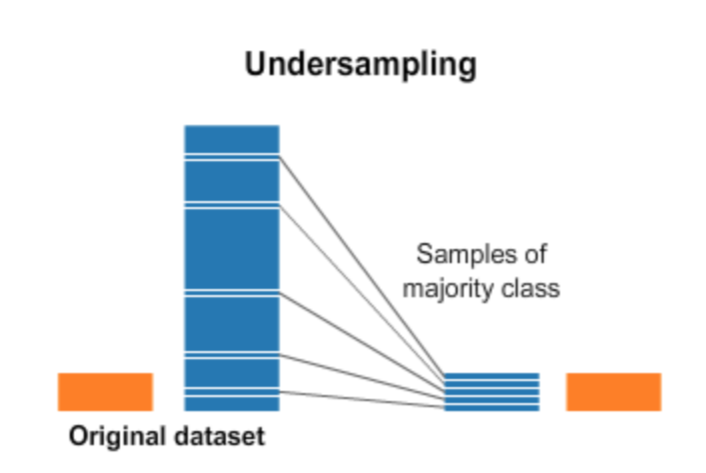 Undersampling
Samples of
majority class
Original dataset